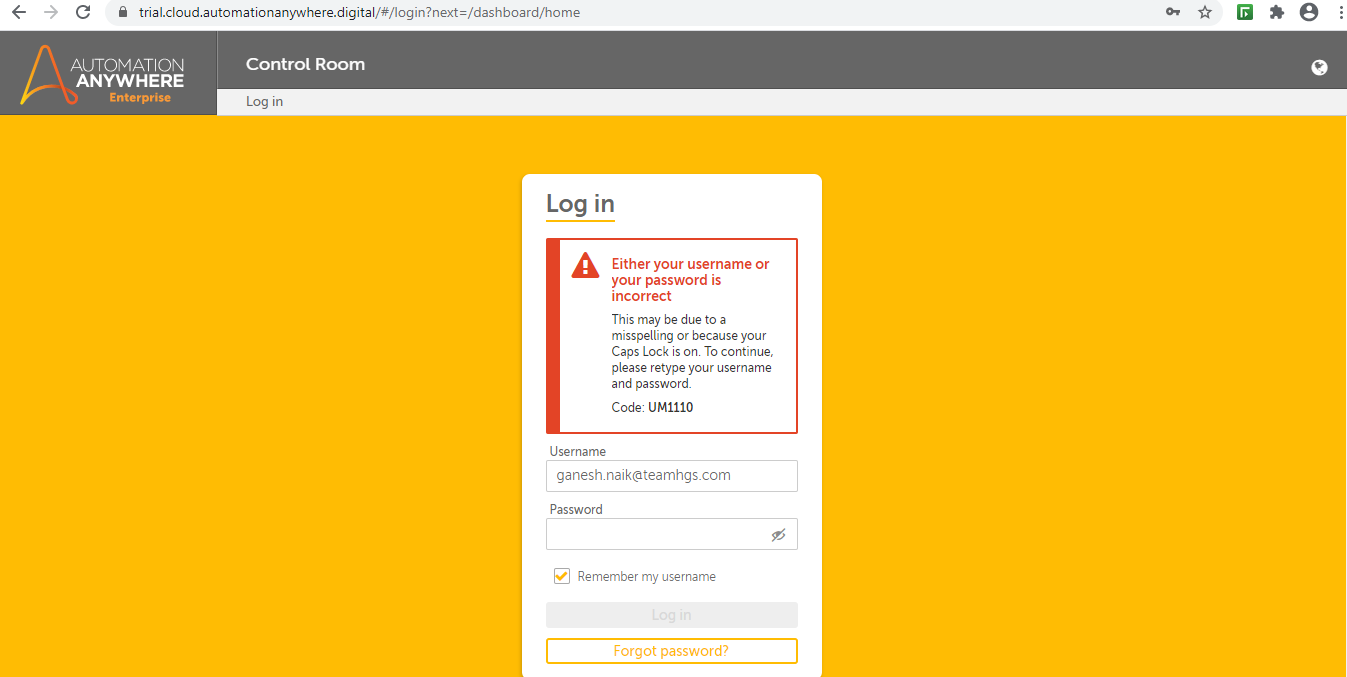 trial.cloud.automationanywhere.digital/#/login?next=/dashboard/home
AUTOMATION
ANYWHERE
Enterprise
Control Room
Log in
Log in
Either your username or
your password is
incorrect
This may be due to a
misspelling or because your
Caps Lock is on. To continue,
please retype your username
and password.
Code: UM1110
Username
ganesh.naik@teamhgs.com
Password
Remember my username
Log in
Forgot password?